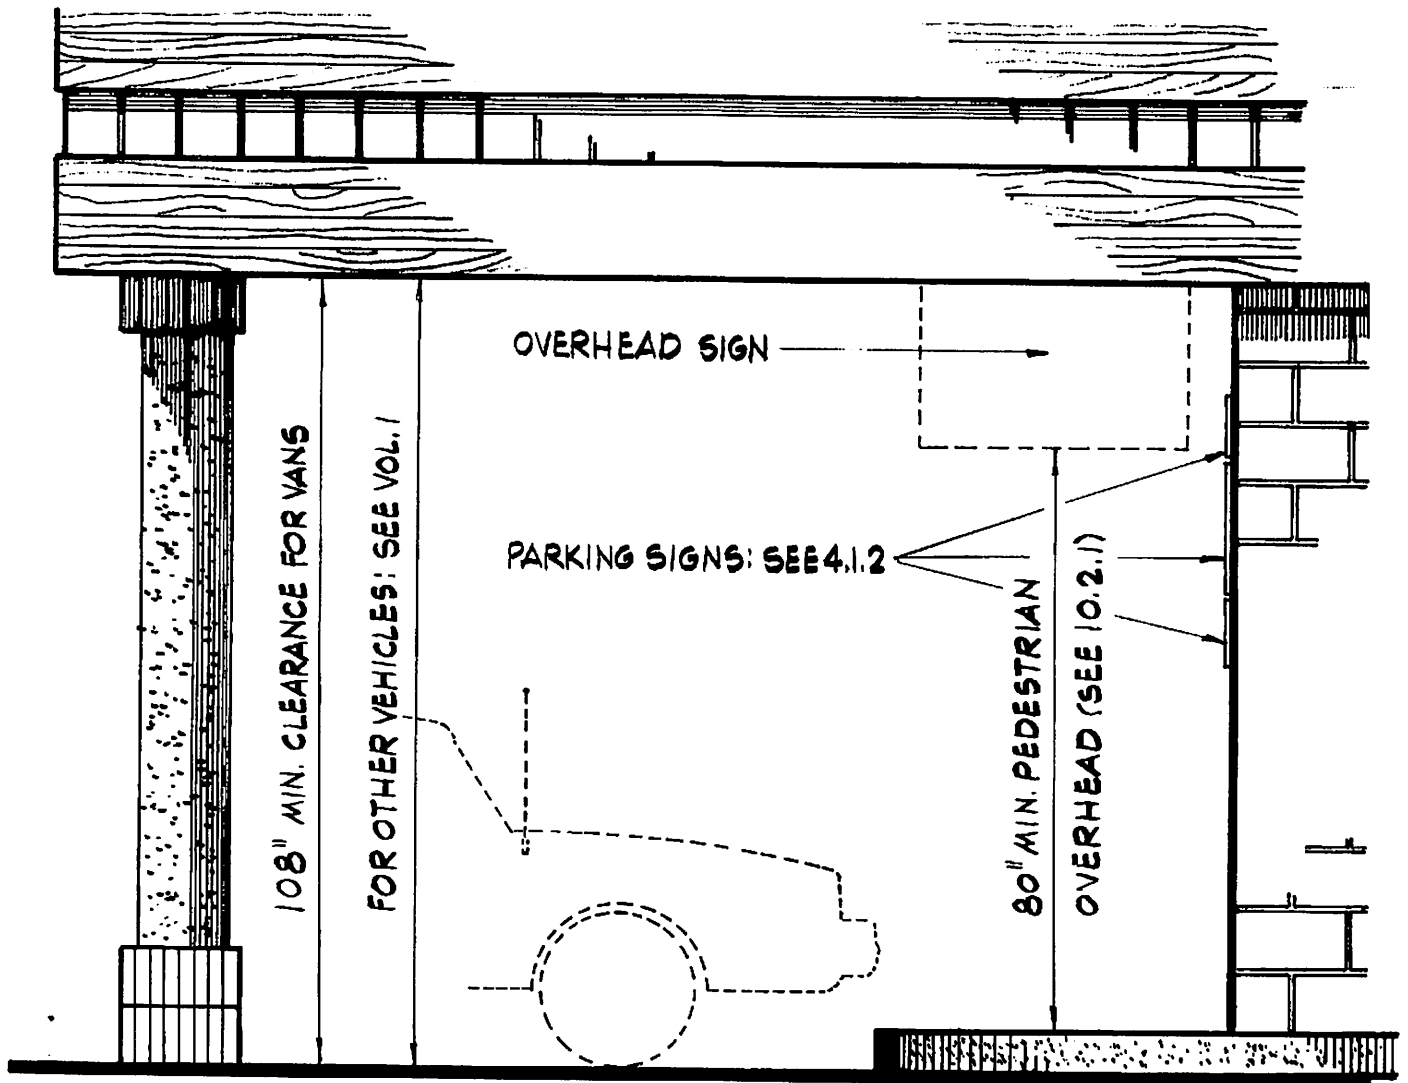 OVERHEAD SIGN
108" MIN. CLEARANCE FOR VANS
FOR OTHER VEHICLES: SEE VOL. 1
PARKING SIGNS: SEE 4.1.2
80" MIN. PEDESTRIAN
OVERHEAD (SEE 10.2.1)